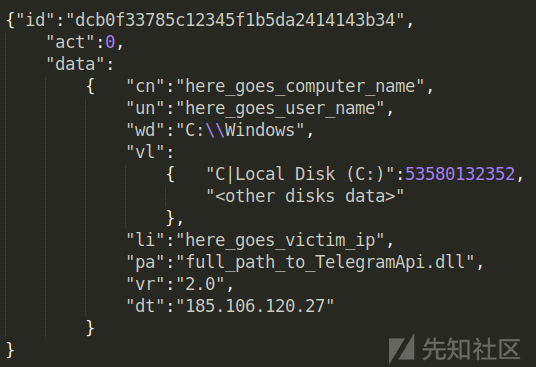 {"id":"dcb0f33785c12345f1b5da2414143b34",
"act":0,
"data":
{ "cn":"here_goes_computer_name",
"un":"here_goes_user_name",
"wd":"C:\\Windows",
"vl":
{ "C|Local Disk (C:)":53580132352,
"<other disks data>"
},
"li":"here_goes_victim_ip",
"pa":"full_path_to_TelegramApi.dll",
"vr":"2.0",
"dt":"185.106.120.27"
}
}
先知社区